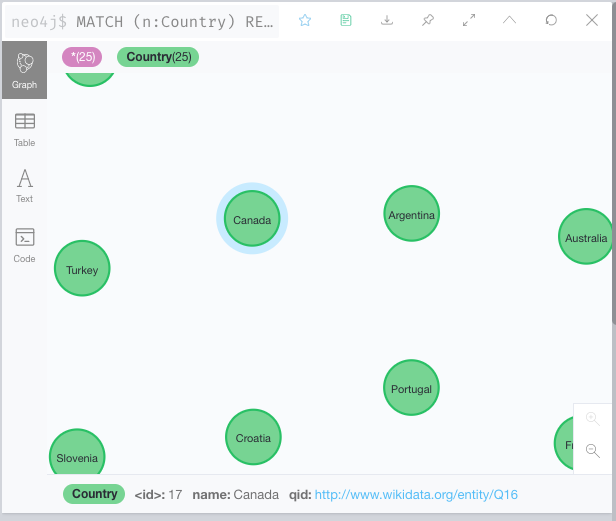 neo4j$ MATCH (n:Country) RE…
*(25) Country(25)
Graph
Table
Text
Code
Canada
Argentina
Australia
Turkey
Portugal
Croatia
Slovenia
Country <id>: 17 name: Canada qid: http://www.wikidata.org/entity/Q16